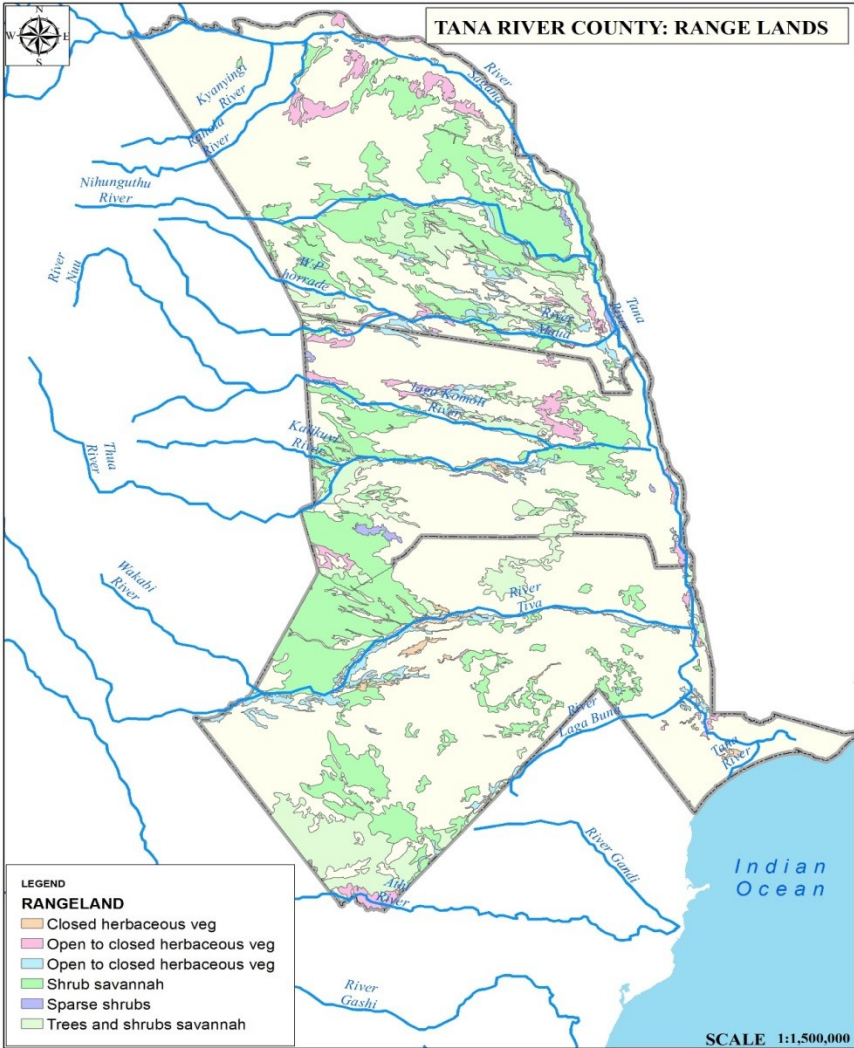 TANA RIVER COUNTY: RANGE LANDS
N
W
E
S
River
Savana
Kyanyingi
River
Rahola
River
Nihunguthu
River
River
Nuu
W.P
horrade
River
Maua
Tana
River
laga Komoli
River
Kalikuvi
River
Thua
River
Wakabi
River
River
Tiva
River
Laga Buna
Tana
River
River Gandi
Indian
Ocean
Athi
River
River
Gashi
LEGEND
RANGELAND
Closed herbaceous veg
Open to closed herbaceous veg
Open to closed herbaceous veg
Shrub savannah
Sparse shrubs
Trees and shrubs savannah
SCALE 1:1,500,000